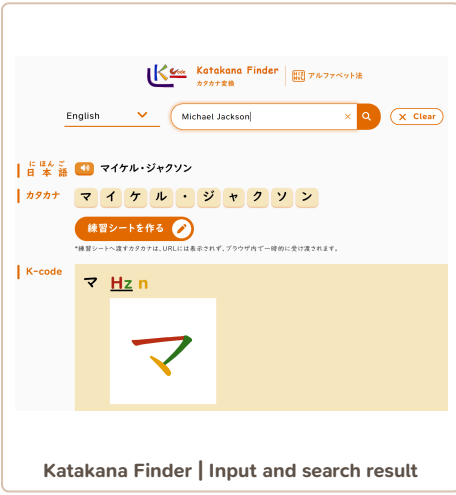 K Code
Katakana Finder
カタカナ変換
アルファベット法
English
Michael Jackson
× Clear
にほんご
日本語
マイケル・ジャクソン
カタカナ
マ イ ケ ル ・ ジ ャ ク ソ ン
練習シートを作る
*練習シートへ渡すカタカナは、URLには表示されず、ブラウザ内で一時的に受け渡されます。
K-code
マ Hz n
マ
Katakana Finder | Input and search result